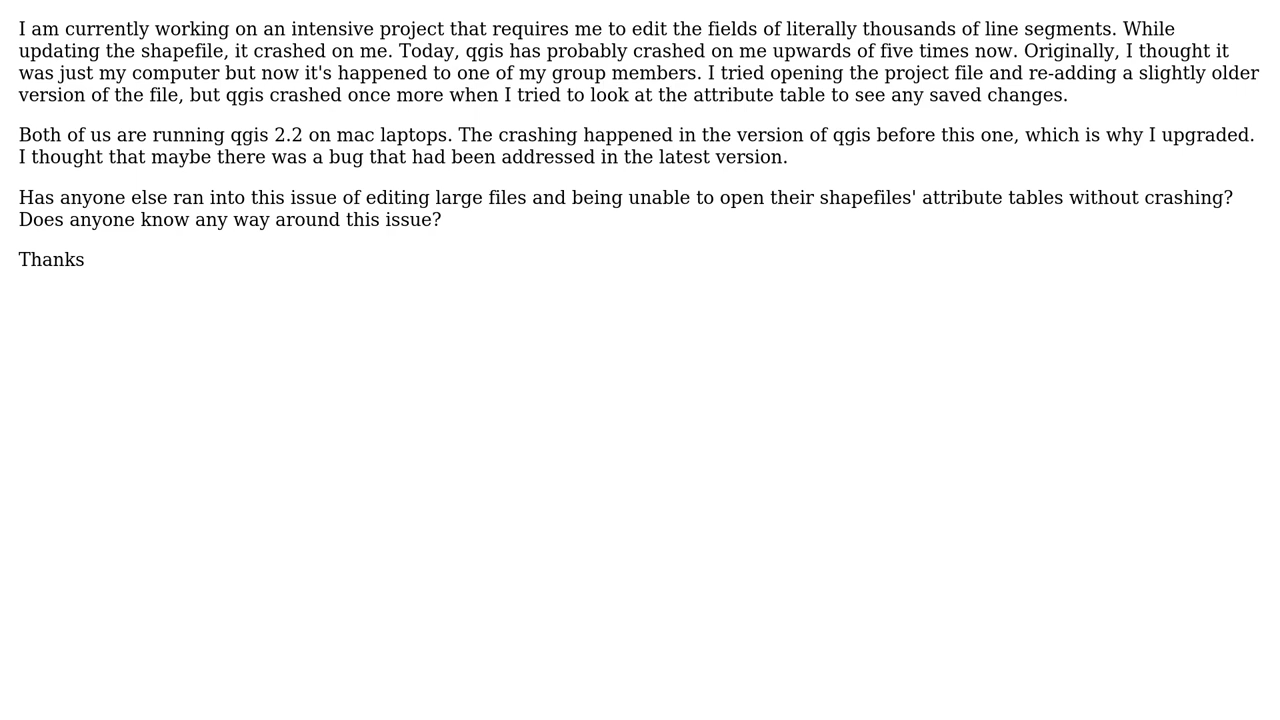 I am currently working on an intensive project that requires me to edit the fields of literally thousands of line segments. While
updating the shapefile, it crashed on me. Today, qgis has probably crashed on me upwards of five times now. Originally, I thought it
was just my computer but now it's happened to one of my group members. I tried opening the project file and re-adding a slightly older
version of the file, but qgis crashed once more when I tried to look at the attribute table to see any saved changes.
Both of us are running qgis 2.2 on mac laptops. The crashing happened in the version of qgis before this one, which is why I upgraded.
I thought that maybe there was a bug that had been addressed in the latest version.
Has anyone else ran into this issue of editing large files and being unable to open their shapefiles' attribute tables without crashing?
Does anyone know any way around this issue?
Thanks